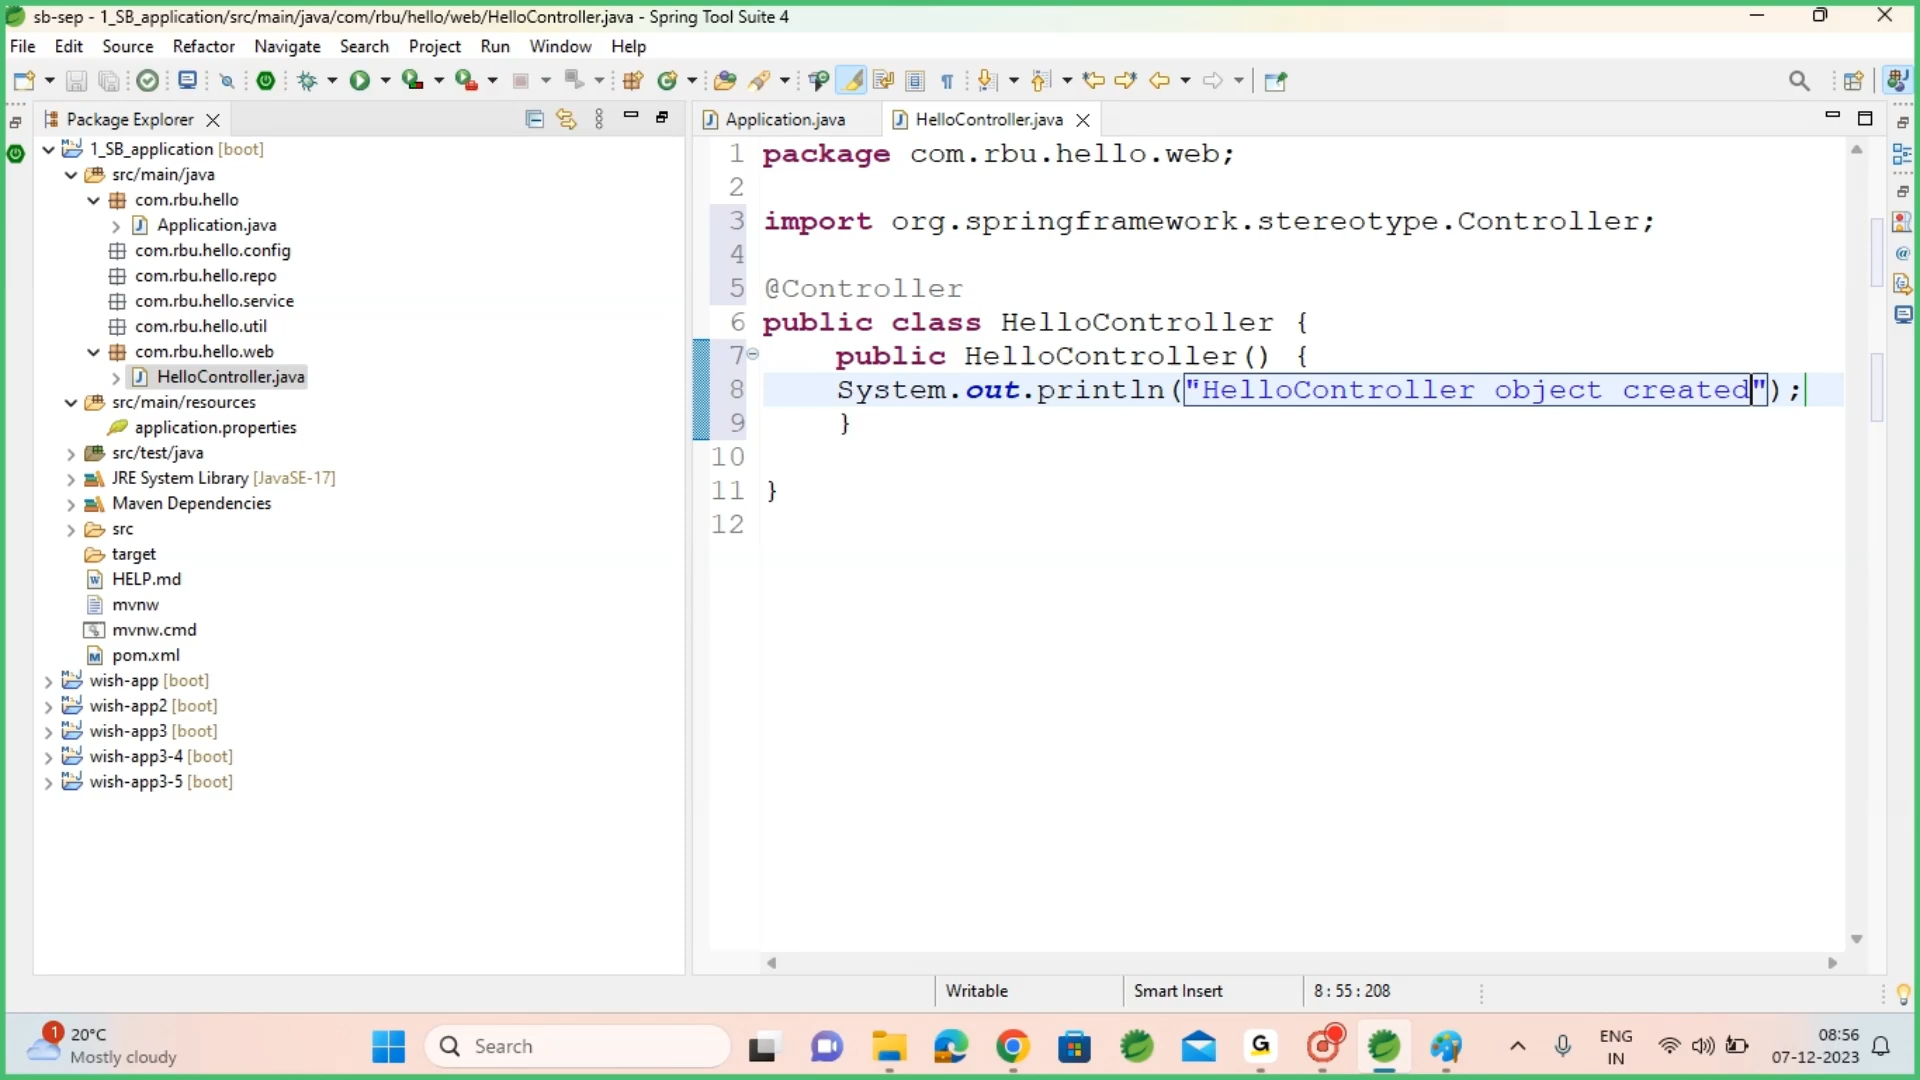 sb-sep - 1_SB_application/src/main/java/com/rbu/hello/web/HelloController.java - Spring Tool Suite 4
File Edit Source Refactor Navigate Search Project Run Window Help
Package Explorer
1_SB_application [boot]
src/main/java
com.rbu.hello
Application.java
com.rbu.hello.config
com.rbu.hello.repo
com.rbu.hello.service
com.rbu.hello.util
com.rbu.hello.web
HelloController.java
src/main/resources
application.properties
src/test/java
JRE System Library [JavaSE-17]
Maven Dependencies
src
target
HELP.md
mvnw
mvnw.cmd
pom.xml
wish-app [boot]
wish-app2 [boot]
wish-app3 [boot]
wish-app3-4 [boot]
wish-app3-5 [boot]
Application.java HelloController.java
1 package com.rbu.hello.web;
2
3 import org.springframework.stereotype.Controller;
4
5 @Controller
6 public class HelloController {
7 public HelloController() {
8 System.out.println("HelloController object created");
9 }
10
11 }
12
Writable Smart Insert 8 : 55 : 208
1 20°C
Mostly cloudy
Search
ENG
IN
08:56
07-12-2023